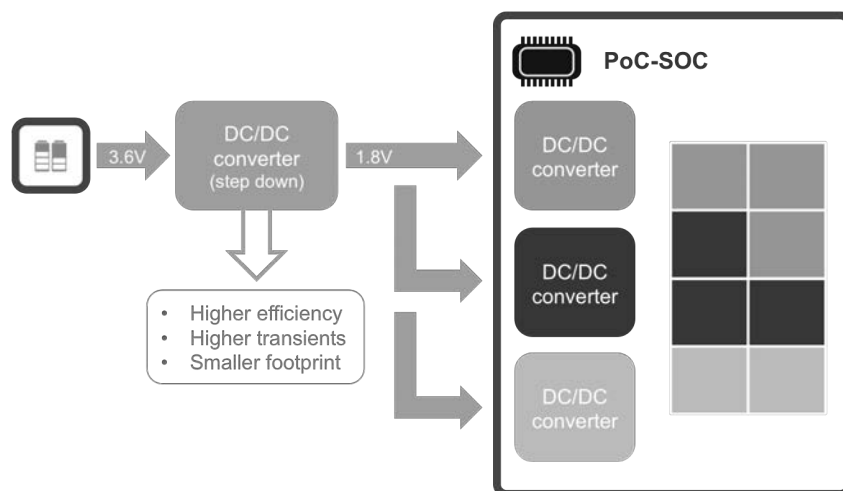 PoC-SOC
3.6V
DC/DC
converter
(step down)
1.8V
DC/DC
converter
DC/DC
converter
DC/DC
converter
• Higher efficiency
• Higher transients
• Smaller footprint